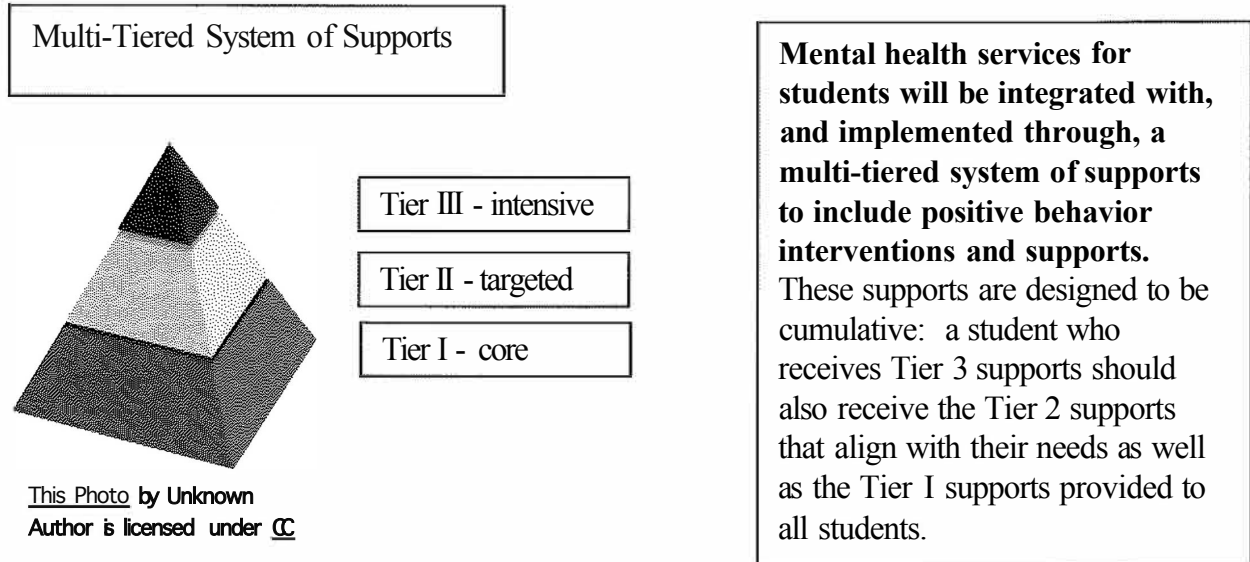 Multi-Tiered System of Supports
Tier III - intensive
Tier II - targeted
Tier I - core
This Photo by Unknown
Author is licensed under CC
Mental health services for
students will be integrated with,
and implemented through, a
multi-tiered system of supports
to include positive behavior
interventions and supports.
These supports are designed to be
cumulative: a student who
receives Tier 3 supports should
also receive the Tier 2 supports
that align with their needs as well
as the Tier I supports provided to
all students.